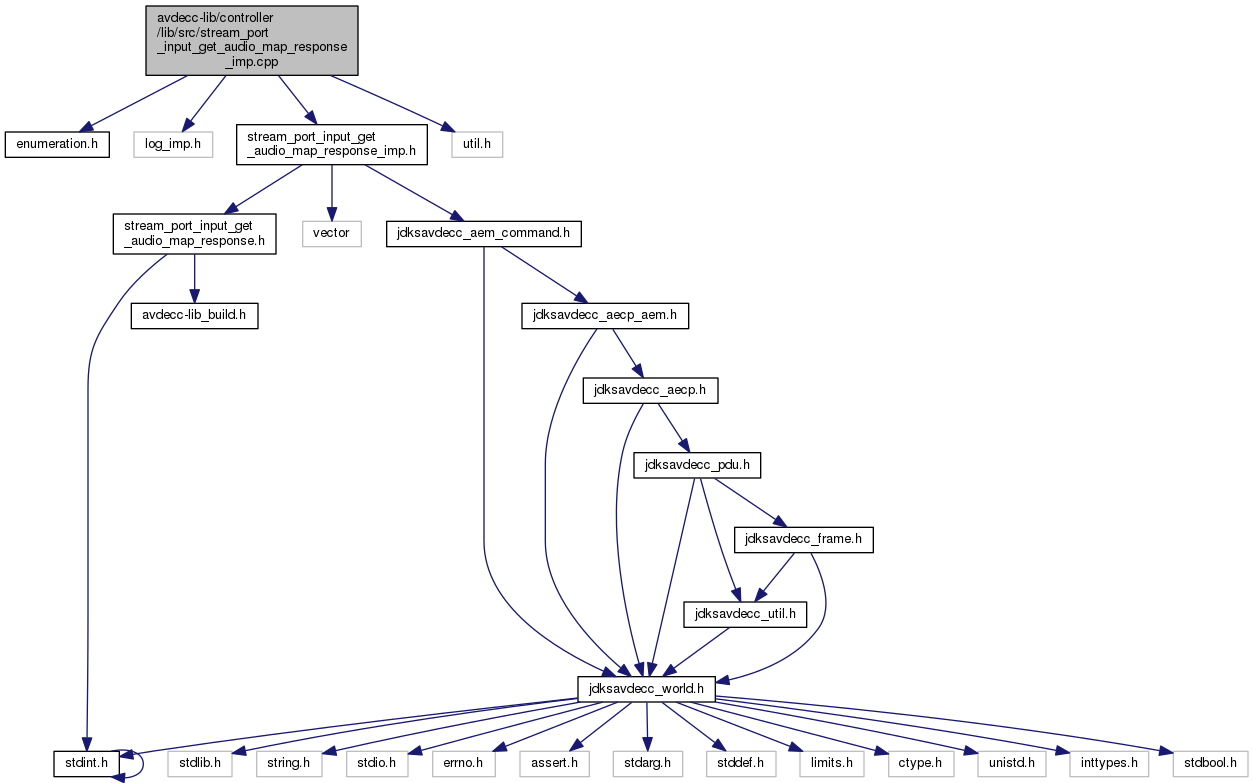 avdecc-lib/controller
/lib/src/stream_port
_input_get_audio_map_response
_imp.cpp
enumeration.h
log_imp.h
stream_port_input_get
_audio_map_response_imp.h
util.h
stream_port_input_get
_audio_map_response.h
vector
jdksavdecc_aem_command.h
avdecc-lib_build.h
jdksavdecc_aecp_aem.h
jdksavdecc_aecp.h
jdksavdecc_pdu.h
jdksavdecc_frame.h
jdksavdecc_util.h
jdksavdecc_world.h
stdint.h
stdlib.h
string.h
stdio.h
errno.h
assert.h
stdarg.h
stddef.h
limits.h
ctype.h
unistd.h
inttypes.h
stdbool.h